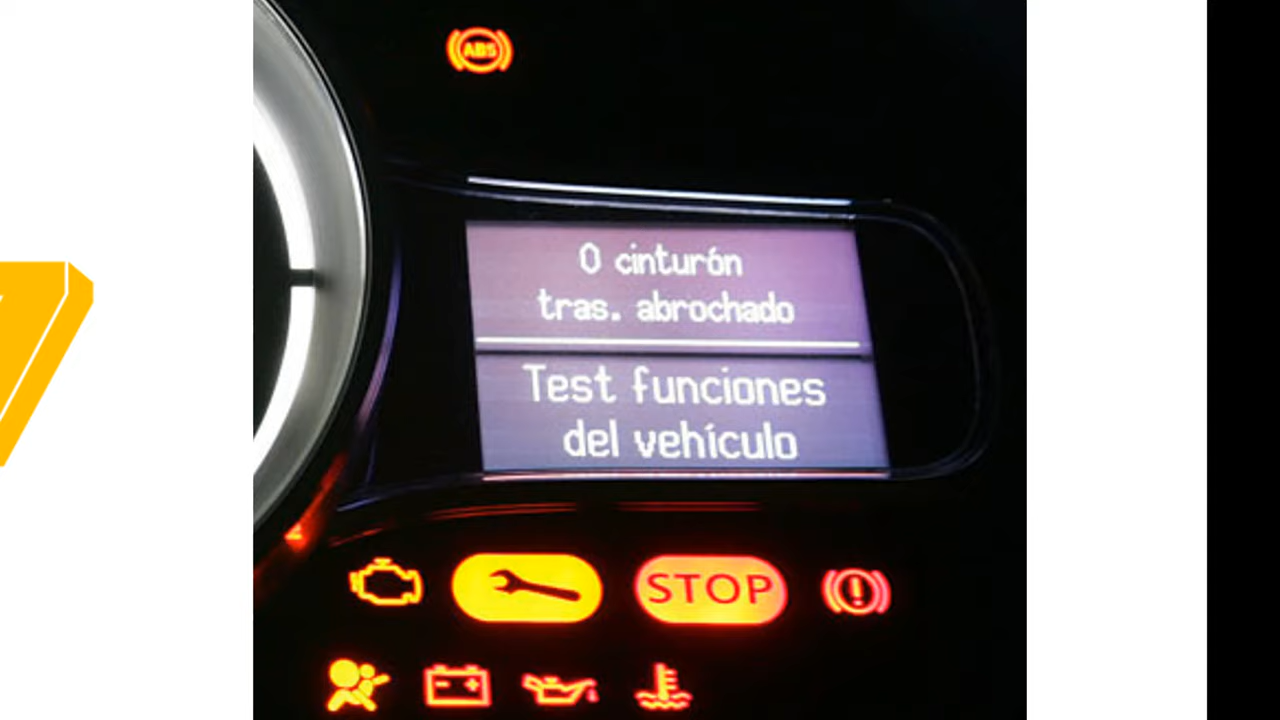 ABS
0 cinturón
tras. abrochado
Test funciones
del vehículo
STOP